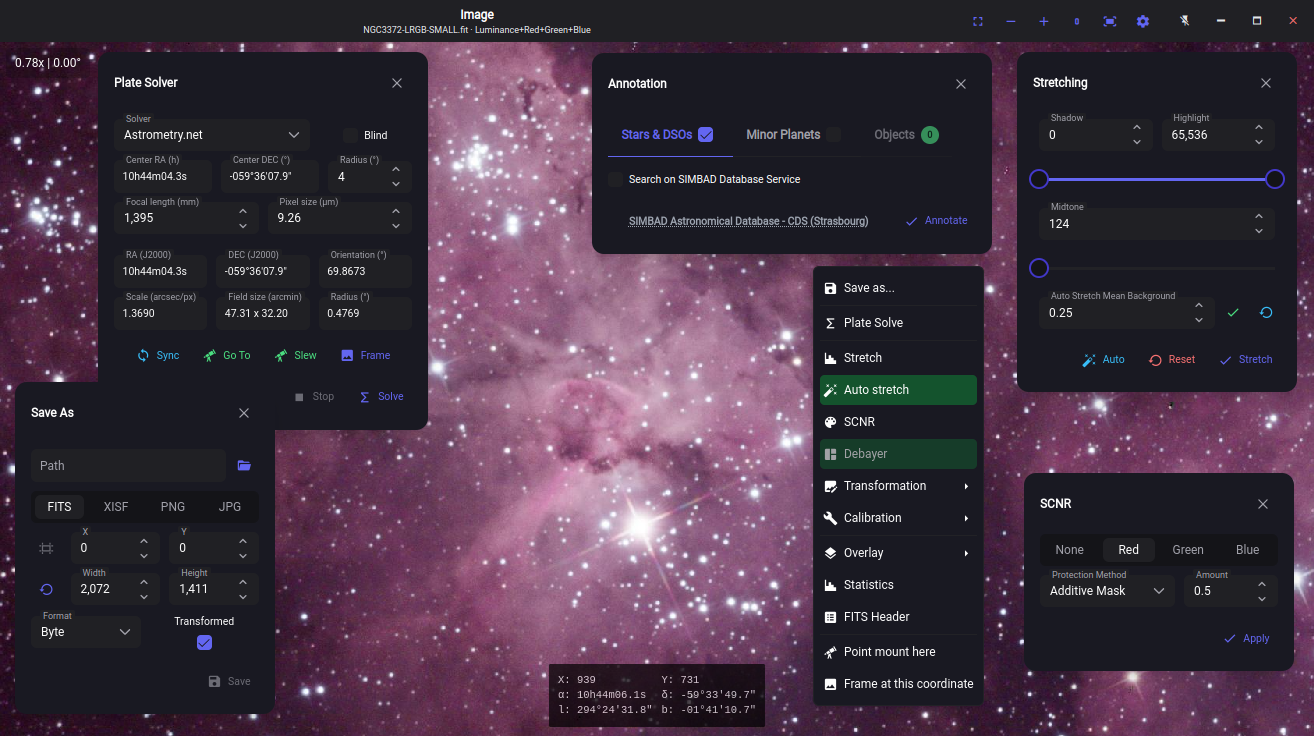 Image
NGC3372-LRGB-SMALL.fit · Luminance+Red+Green+Blue
0
0.78x | 0.00°
Plate Solver
Solver
Astrometry.net
Blind
Center RA (h)
Center DEC (°)
Radius (°)
10h44m04.3s
-059°36'07.9"
4
Focal length (mm)
Pixel size (μm)
1,395
9.26
RA (J2000)
DEC (J2000)
Orientation (°)
10h44m04.3s
-059°36'07.9"
69.8673
Scale (arcsec/px)
Field size (arcmin)
Radius (°)
1.3690
47.31 x 32.20
0.4769
Sync
Go To
Slew
Frame
Stop
Solve
Save As
Path
FITS
XISF
PNG
JPG
X
Y
0
0
Width
Height
2,072
1,411
Format
Byte
Transformed
Save
Annotation
Stars & DSOs
Minor Planets
Objects
0
Search on SIMBAD Database Service
SIMBAD Astronomical Database - CDS (Strasbourg)
Annotate
Save as...
Plate Solve
Stretch
Auto stretch
SCNR
Debayer
Transformation
Calibration
Overlay
Statistics
FITS Header
Point mount here
Frame at this coordinate
X: 939 Y: 731
α: 10h44m06.1s δ: -59°33'49.7"
l: 294°24'31.8" b: -01°41'10.7"
Stretching
Shadow
Highlight
0
65,536
Midtone
124
Auto Stretch Mean Background
0.25
Auto
Reset
Stretch
SCNR
None
Red
Green
Blue
Protection Method
Amount
Additive Mask
0.5
Apply